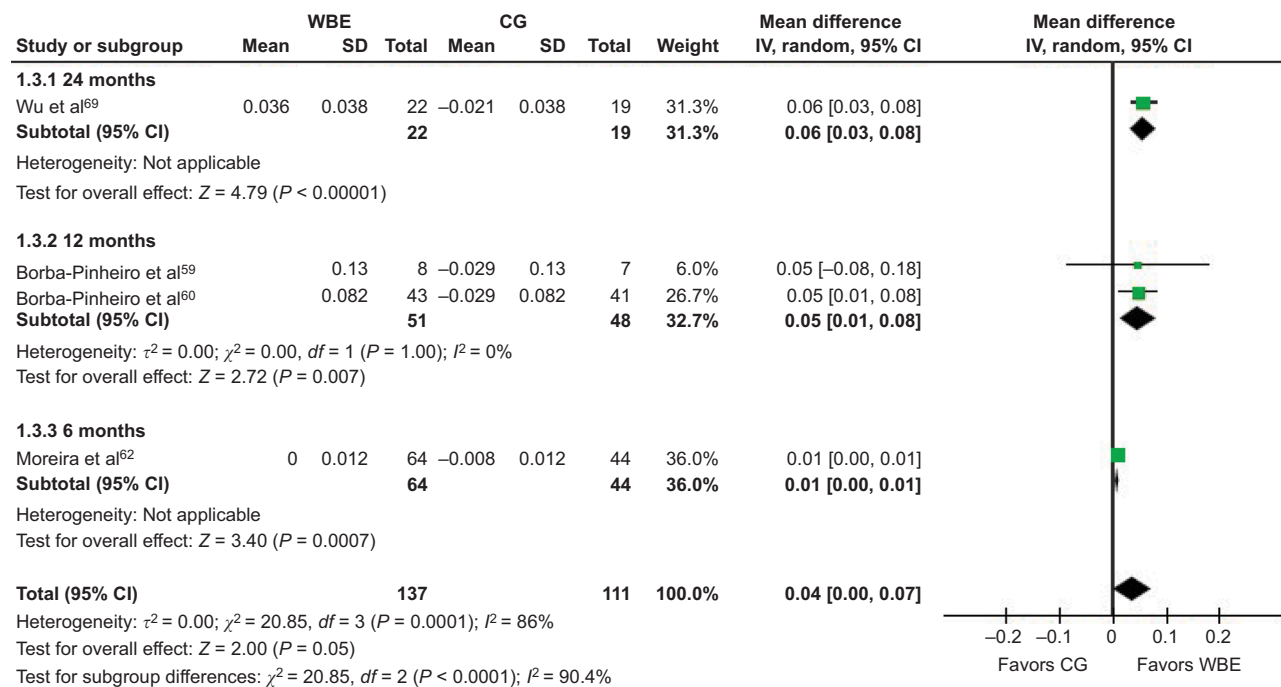 WBE CG Mean difference Mean difference
Study or subgroup Mean SD Total Mean SD Total Weight IV, random, 95% CI IV, random, 95% CI
1.3.1 24 months
Wu et al⁶⁹ 0.036 0.038 22 –0.021 0.038 19 31.3% 0.06 [0.03, 0.08]
Subtotal (95% CI) 22 19 31.3% 0.06 [0.03, 0.08]
Heterogeneity: Not applicable
Test for overall effect: Z = 4.79 (P < 0.00001)
1.3.2 12 months
Borba-Pinheiro et al⁵⁹ 0.13 8 –0.029 0.13 7 6.0% 0.05 [–0.08, 0.18]
Borba-Pinheiro et al⁶⁰ 0.082 43 –0.029 0.082 41 26.7% 0.05 [0.01, 0.08]
Subtotal (95% CI) 51 48 32.7% 0.05 [0.01, 0.08]
Heterogeneity: τ² = 0.00; χ² = 0.00, df = 1 (P = 1.00); I² = 0%
Test for overall effect: Z = 2.72 (P = 0.007)
1.3.3 6 months
Moreira et al⁶² 0 0.012 64 –0.008 0.012 44 36.0% 0.01 [0.00, 0.01]
Subtotal (95% CI) 64 44 36.0% 0.01 [0.00, 0.01]
Heterogeneity: Not applicable
Test for overall effect: Z = 3.40 (P = 0.0007)
Total (95% CI) 137 111 100.0% 0.04 [0.00, 0.07]
Heterogeneity: τ² = 0.00; χ² = 20.85, df = 3 (P = 0.0001); I² = 86%
Test for overall effect: Z = 2.00 (P = 0.05)
Test for subgroup differences: χ² = 20.85, df = 2 (P < 0.0001); I² = 90.4%
–0.2 –0.1 0 0.1 0.2
Favors CG Favors WBE